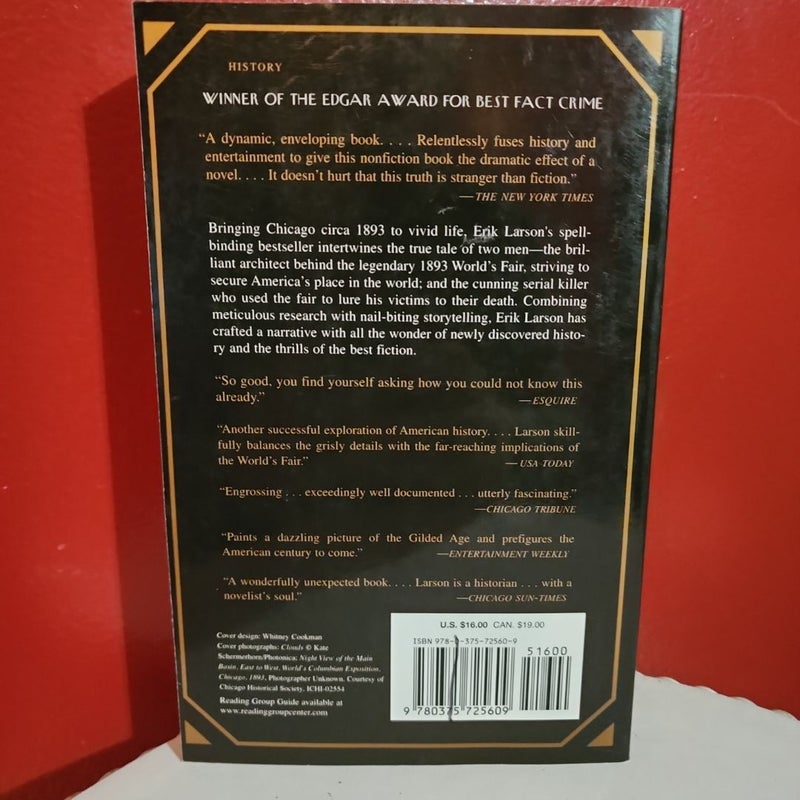 HISTORY
WINNER OF THE EDGAR AWARD FOR BEST FACT CRIME
“A dynamic, enveloping book. . . . Relentlessly fuses history and
entertainment to give this nonfiction book the dramatic effect of a
novel. . . . It doesn't hurt that this truth is stranger than fiction.”
—THE NEW YORK TIMES
Bringing Chicago circa 1893 to vivid life, Erik Larson's spell-
binding bestseller intertwines the true tale of two men—the bril-
liant architect behind the legendary 1893 World's Fair, striving to
secure America's place in the world; and the cunning serial killer
who used the fair to lure his victims to their death. Combining
meticulous research with nail-biting storytelling, Erik Larson has
crafted a narrative with all the wonder of newly discovered histo-
ry and the thrills of the best fiction.
“So good, you find yourself asking how you could not know this
already.”
—ESQUIRE
“Another successful exploration of American history. . . . Larson skill-
fully balances the grisly details with the far-reaching implications of
the World's Fair.”
—USA TODAY
“Engrossing . . . exceedingly well documented . . . utterly fascinating.”
—CHICAGO TRIBUNE
“Paints a dazzling picture of the Gilded Age and prefigures the
American century to come.”
—ENTERTAINMENT WEEKLY
“A wonderfully unexpected book. . . . Larson is a historian . . . with a
novelist's soul.”
—CHICAGO SUN-TIMES
Cover design: Whitney Cookman
Cover photographs: Clouds © Kate
Schermerhorn/Photonica; Night View of the Main
Basin, East to West, World's Columbian Exposition,
Chicago, 1893, Photographer Unknown. Courtesy of
Chicago Historical Society, ICHI-02554
Reading Group Guide available at
www.readinggroupcenter.com
U.S. $16.00 CAN. $19.00
ISBN 978-0-375-72560-9
51600
9 780375 725609